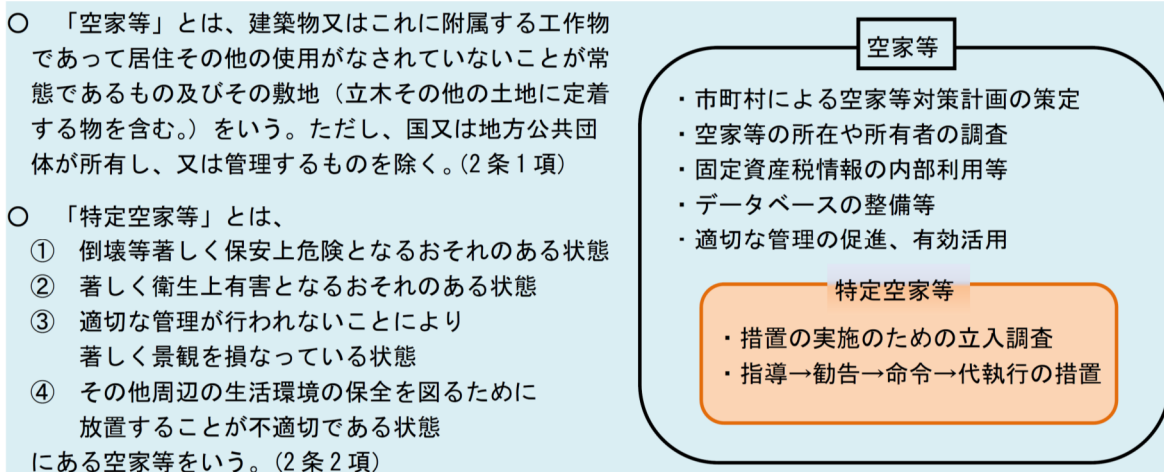 ○　「空家等」とは、建築物又はこれに附属する工作物
であって居住その他の使用がなされていないことが常
態であるもの及びその敷地（立木その他の土地に定着
する物を含む。）をいう。ただし、国又は地方公共団
体が所有し、又は管理するものを除く。(2条1項)
○　「特定空家等」とは、
①　倒壊等著しく保安上危険となるおそれのある状態
②　著しく衛生上有害となるおそれのある状態
③　適切な管理が行われないことにより
著しく景観を損なっている状態
④　その他周辺の生活環境の保全を図るために
放置することが不適切である状態
にある空家等をいう。(2条2項)
空家等
・市町村による空家等対策計画の策定
・空家等の所在や所有者の調査
・固定資産税情報の内部利用等
・データベースの整備等
・適切な管理の促進、有効活用
特定空家等
・措置の実施のための立入調査
・指導→勧告→命令→代執行の措置